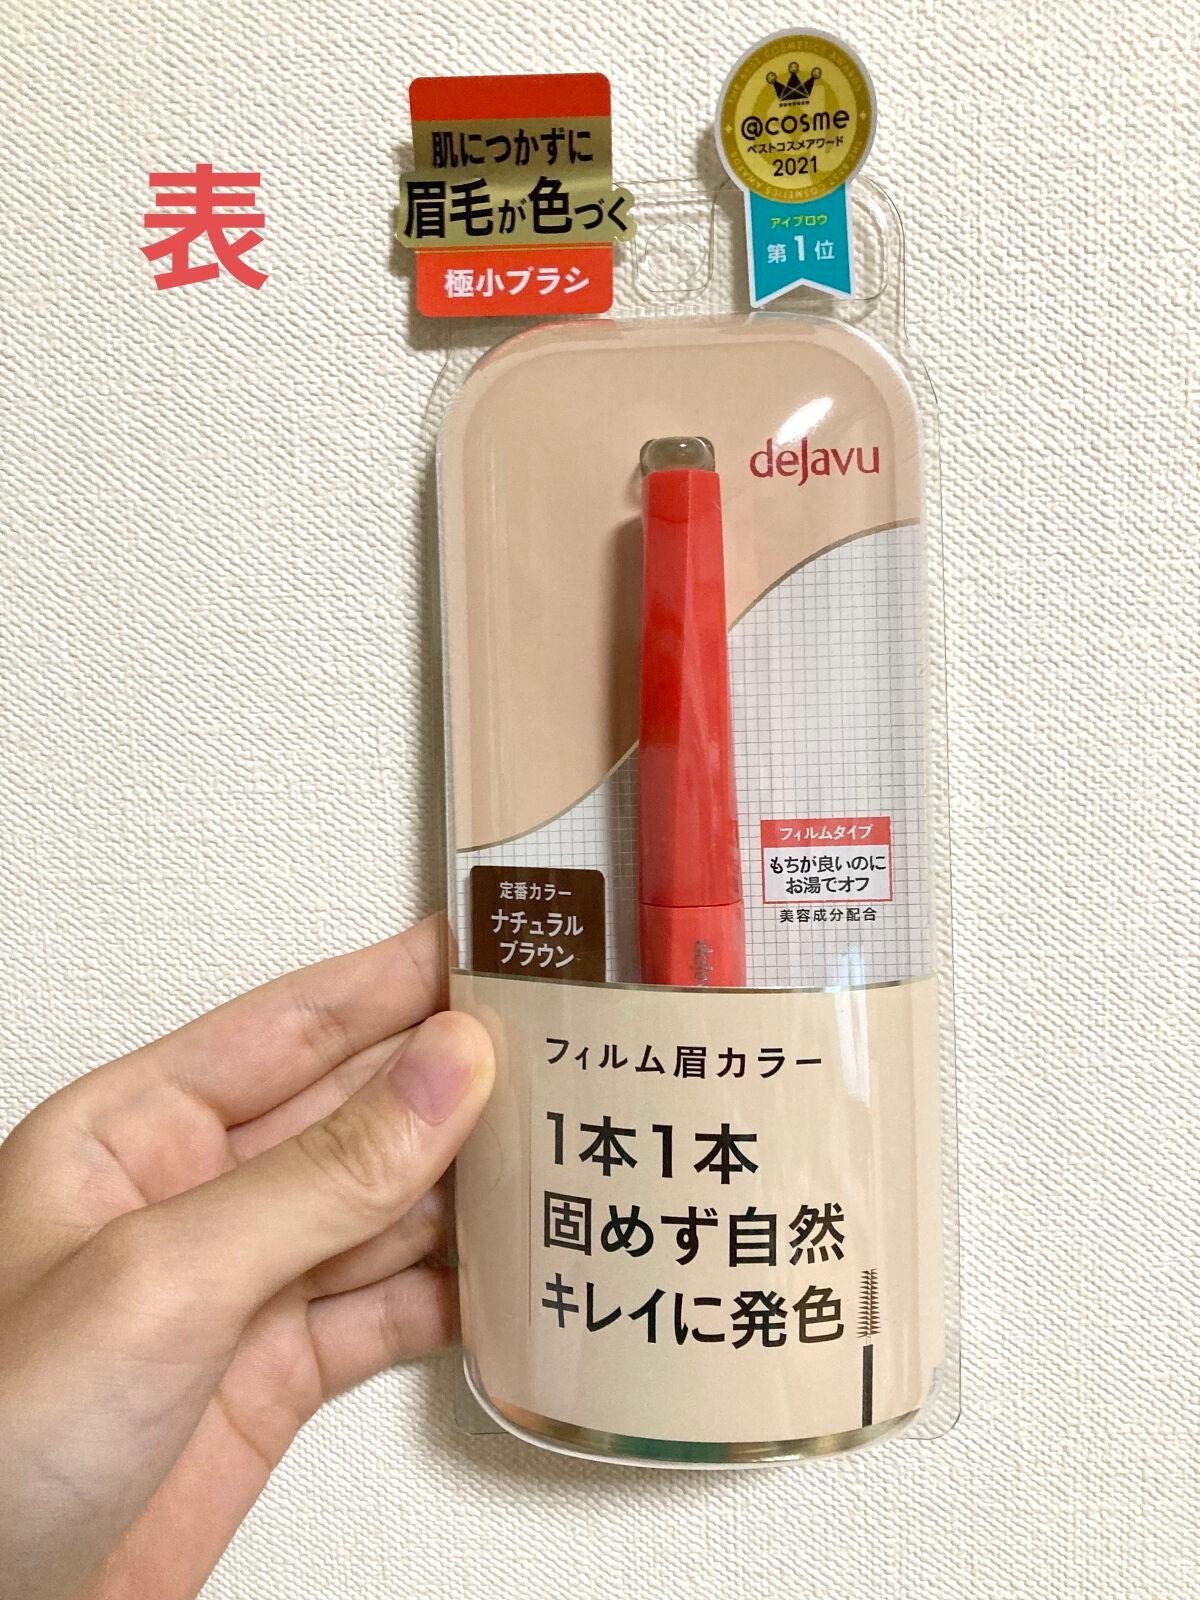 表
肌につかずに
眉毛が色づく
極小ブラシ
@cosme
ベストコスメアワード
2021
アイブロウ
第1位
dejavu
フィルムタイプ
もちが良いのに
お湯でオフ
美容成分配合
定番カラー
ナチュラル
ブラウン
フィルム眉カラー
1本1本
固めず自然
キレイに発色